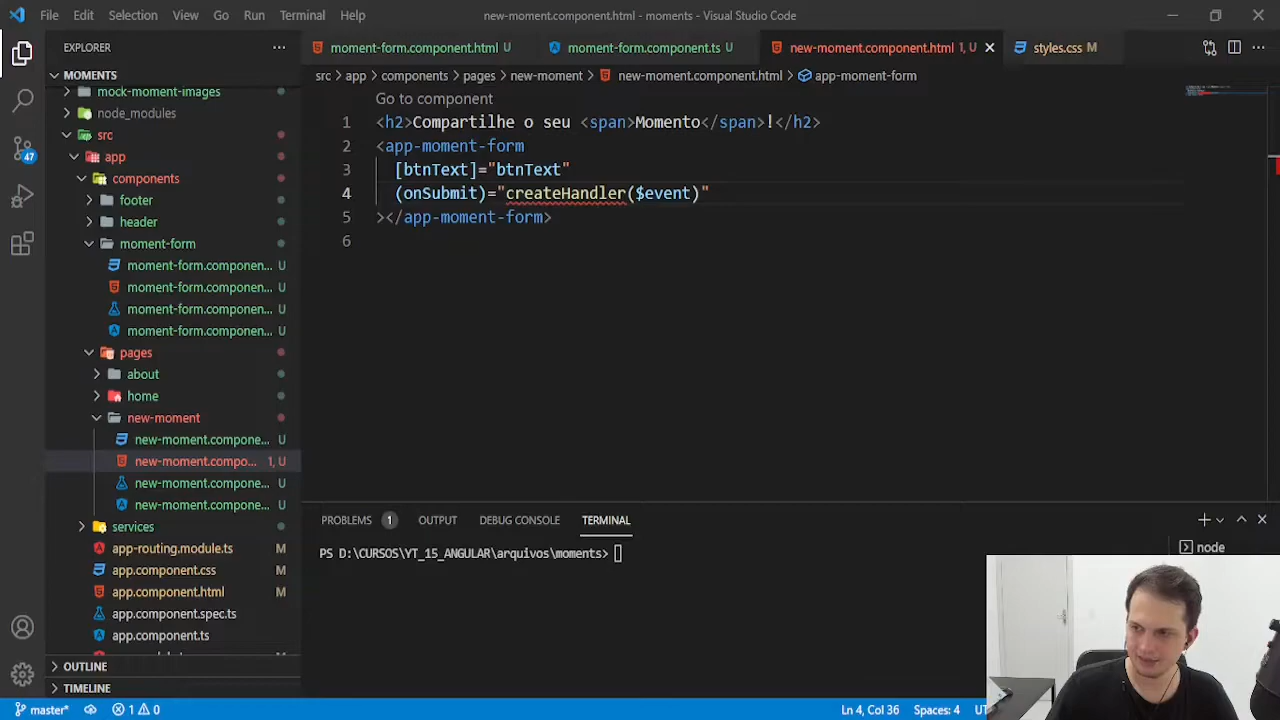 File Edit Selection View Go Run Terminal Help
new-moment.component.html - moments - Visual Studio Code
EXPLORER
moment-form.component.html U
moment-form.component.ts U
new-moment.component.html 1, U
styles.css M
src > app > components > pages > new-moment > new-moment.component.html > app-moment-form
MOMENTS
mock-moment-images
node_modules
src
app
components
footer
header
moment-form
moment-form.componen... U
moment-form.componen... U
moment-form.componen... U
moment-form.componen... U
pages
about
home
new-moment
new-moment.compone... U
new-moment.compo... 1, U
new-moment.compone... U
new-moment.compone... U
services
app-routing.module.ts M
app.component.css M
app.component.html M
app.component.spec.ts
app.component.ts
OUTLINE
TIMELINE
Go to component
1 <h2>Compartilhe o seu <span>Momento</span>!</h2>
2 <app-moment-form
3 [btnText]="btnText"
4 (onSubmit)="createHandler($event)"
5 ></app-moment-form>
6
PROBLEMS 1 OUTPUT DEBUG CONSOLE TERMINAL
PS D:\CURSOS\YT_15_ANGULAR\arquivos\moments>
node
47
master* 1 0
Ln 4, Col 36 Spaces: 4